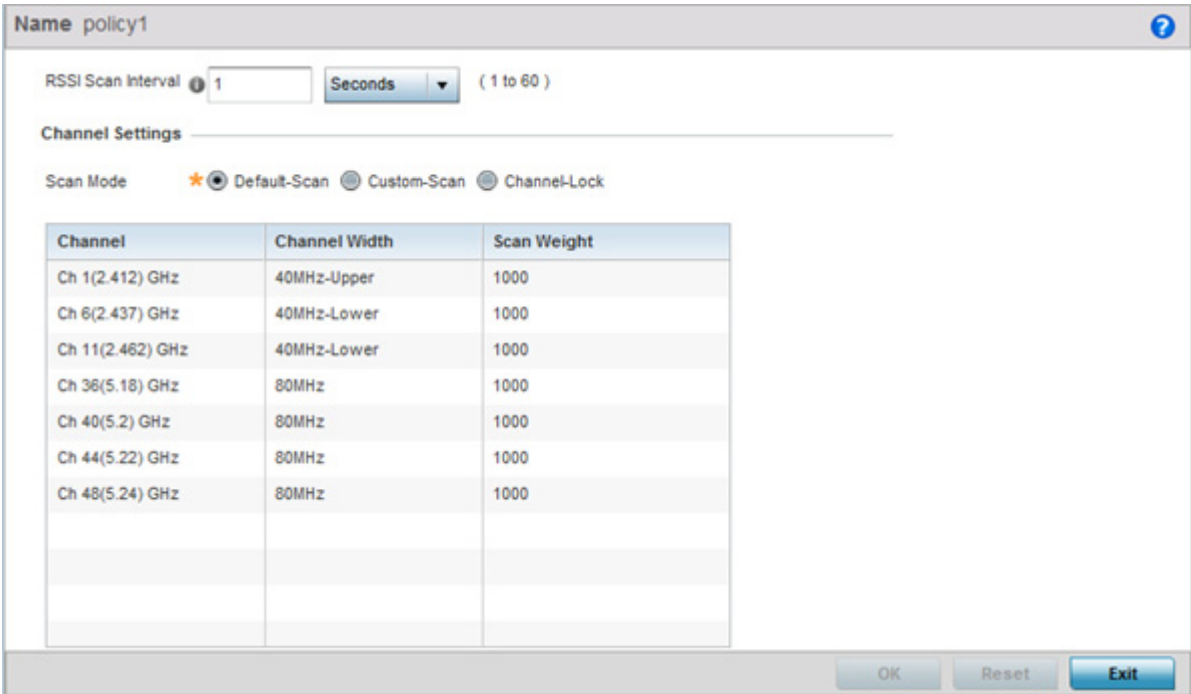 Name policy1
RSSI Scan Interval 1 Seconds ( 1 to 60 )
Channel Settings
Scan Mode Default-Scan Custom-Scan Channel-Lock
Channel Channel Width Scan Weight
Ch 1(2.412) GHz 40MHz-Upper 1000
Ch 6(2.437) GHz 40MHz-Lower 1000
Ch 11(2.462) GHz 40MHz-Lower 1000
Ch 36(5.18) GHz 80MHz 1000
Ch 40(5.2) GHz 80MHz 1000
Ch 44(5.22) GHz 80MHz 1000
Ch 48(5.24) GHz 80MHz 1000
OK Reset Exit